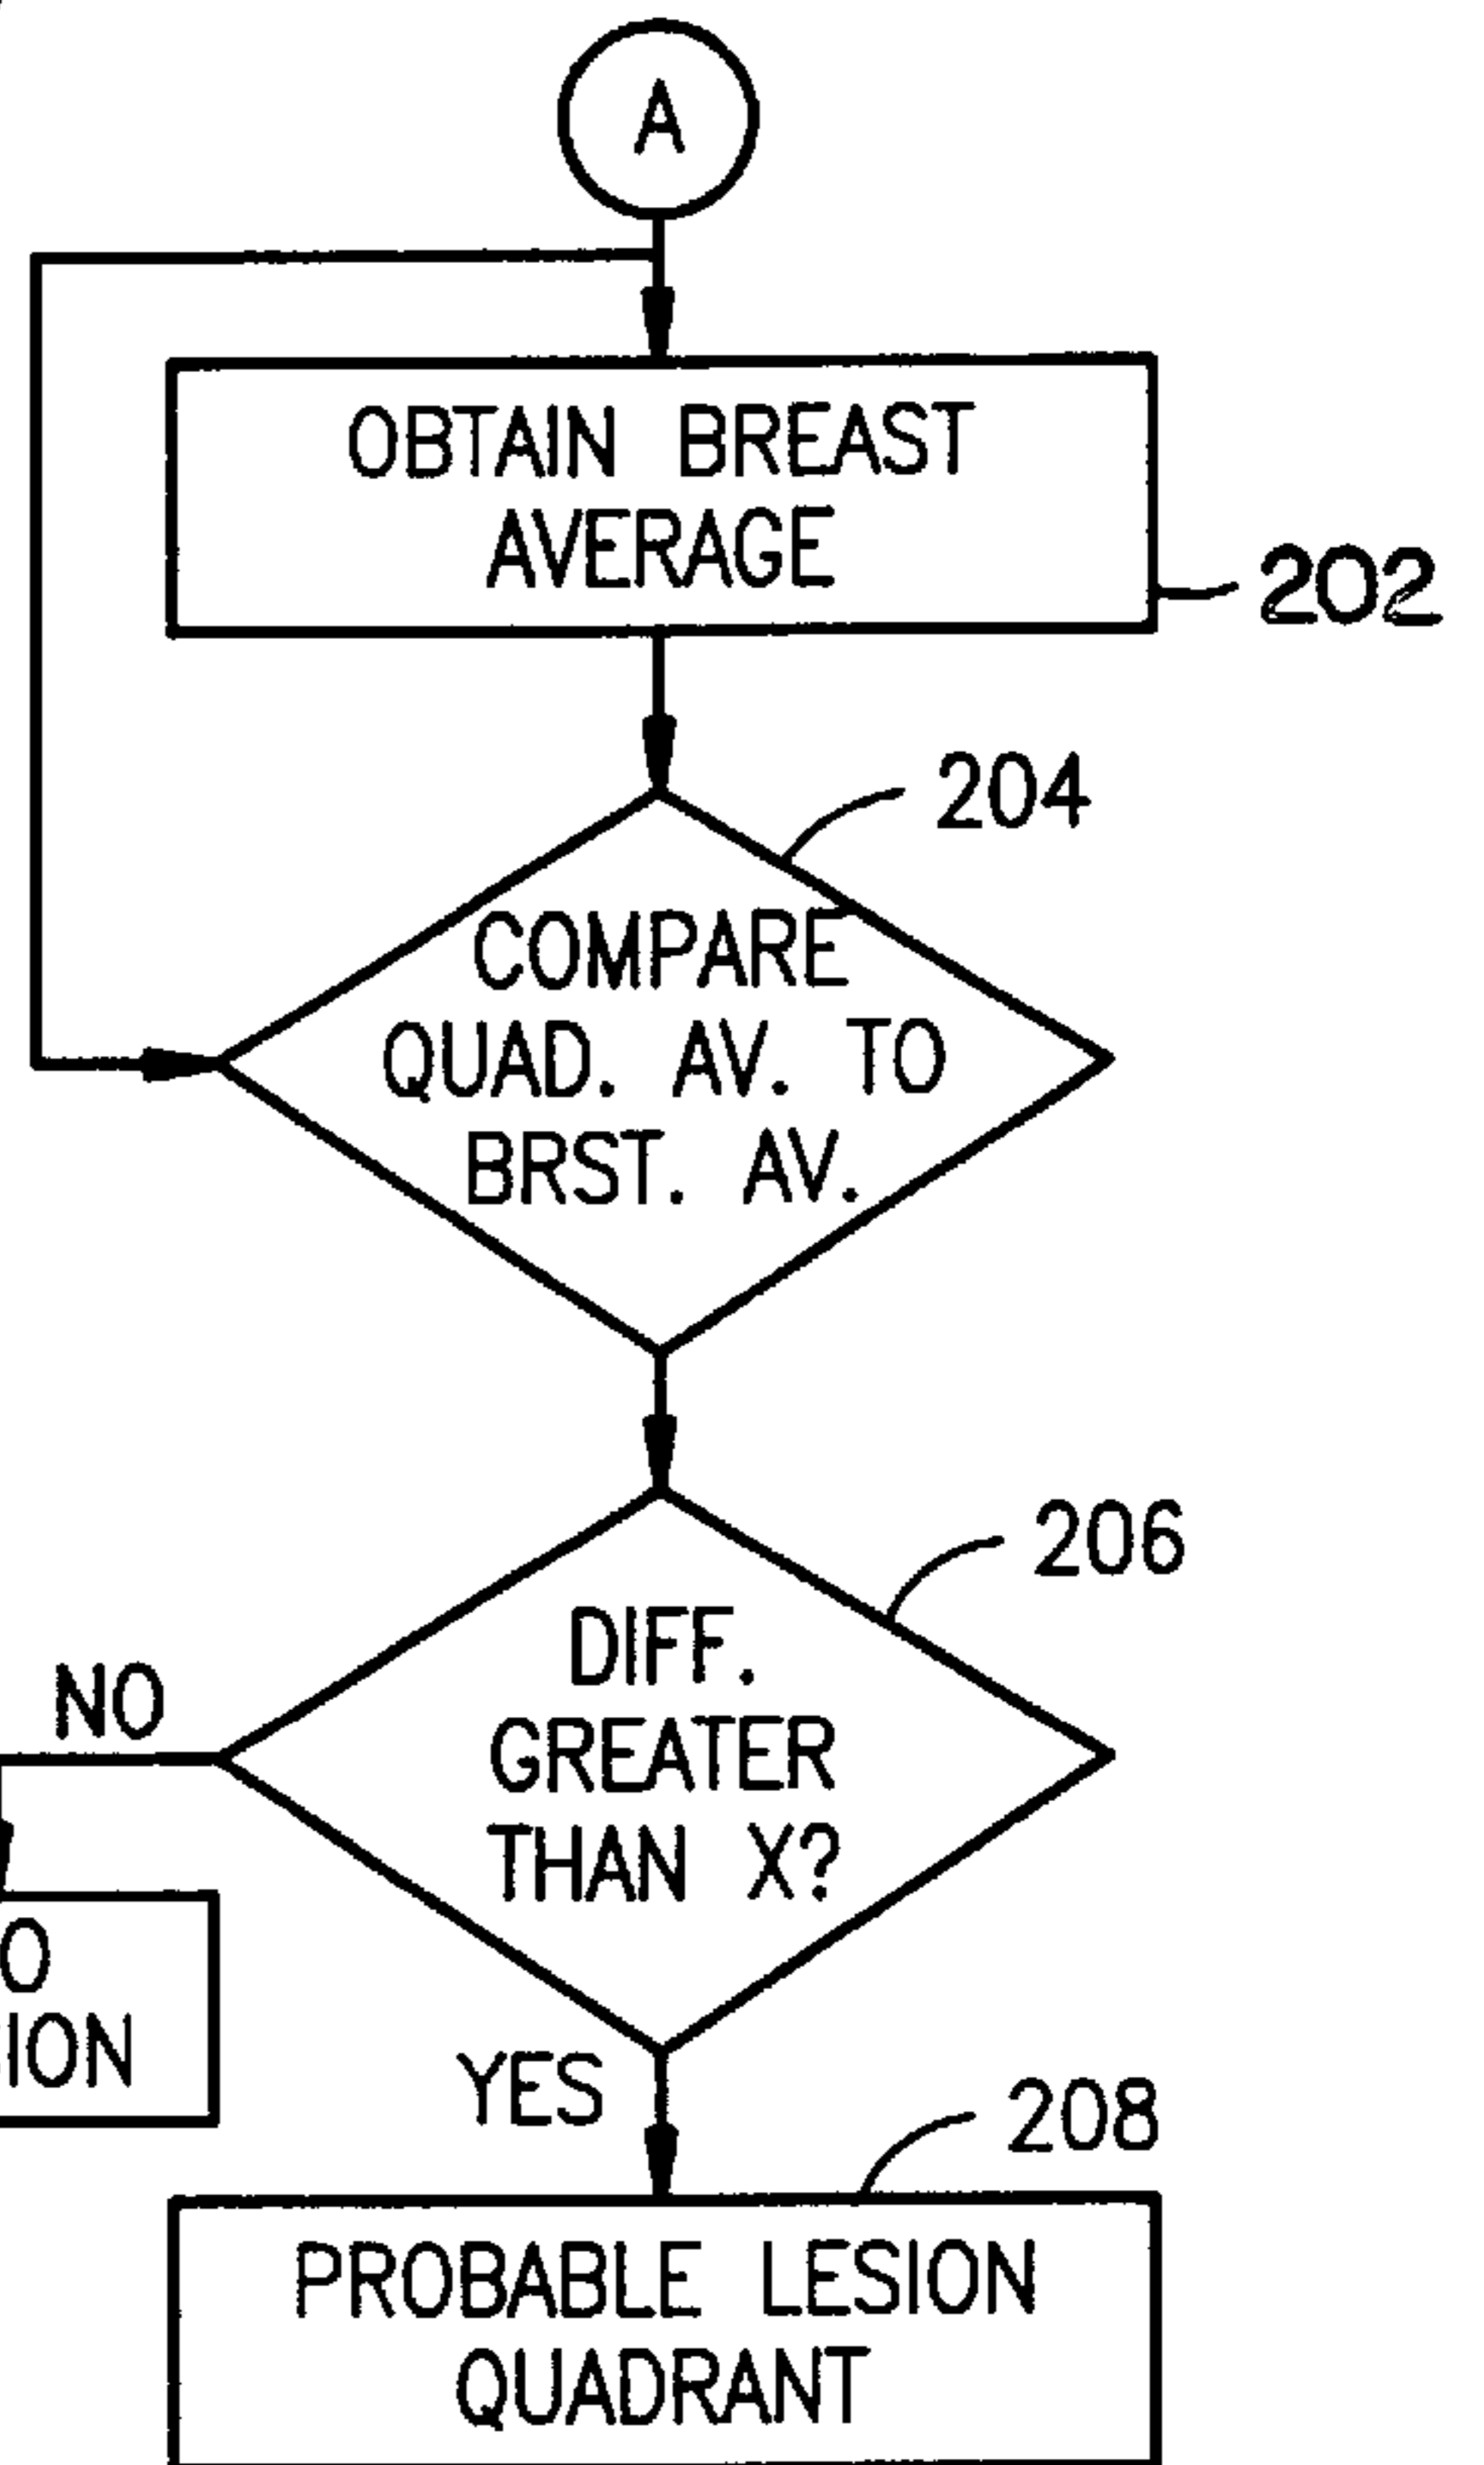 A
OBTAIN BREAST
AVERAGE
202
204
COMPARE
QUAD. AV. TO
BRST. AV.
206
DIFF.
GREATER
THAN X?
NO
YES
208
PROBABLE LESION
QUADRANT